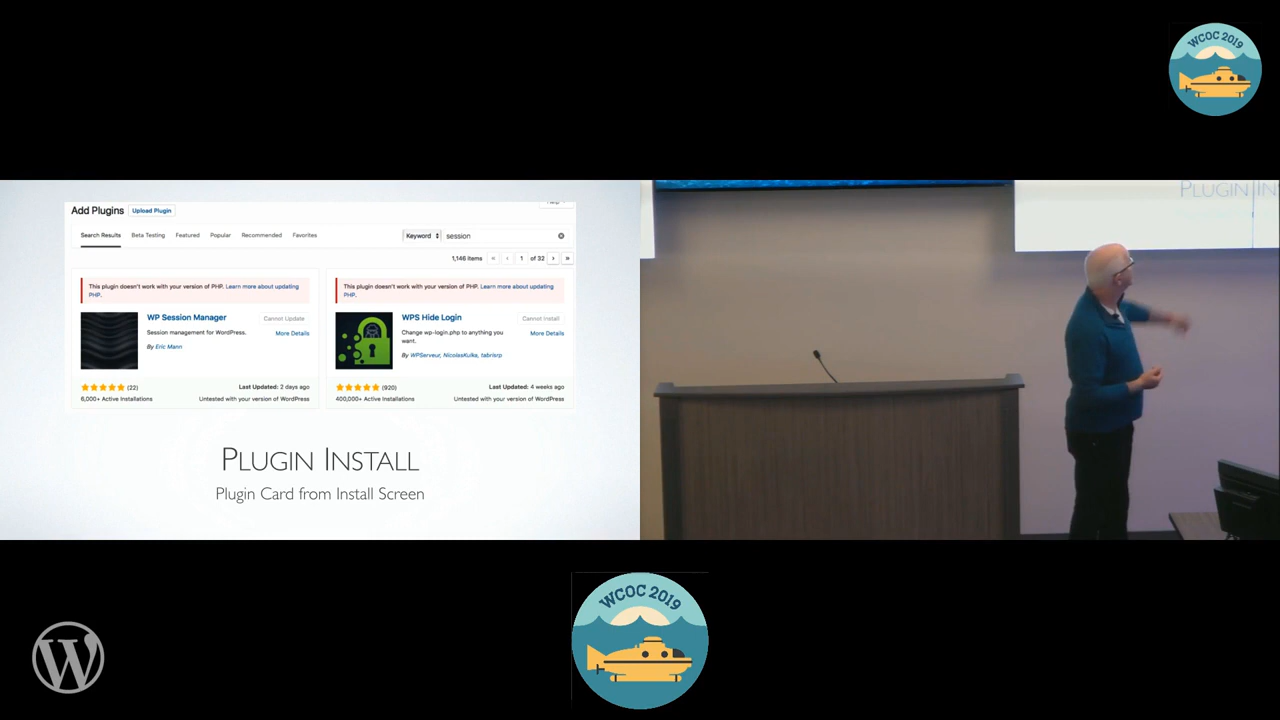 WCOC 2019
Add Plugins Upload Plugin
Search Results Beta Testing Featured Popular Recommended Favorites Keyword session
1,146 items « ‹ 1 of 32 › »
This plugin doesn't work with your version of PHP. Learn more about updating
PHP.
WP Session Manager Cannot Update
Session management for WordPress. More Details
By Eric Mann
★★★★★ (22) Last Updated: 2 days ago
6,000+ Active Installations Untested with your version of WordPress
This plugin doesn't work with your version of PHP. Learn more about updating
PHP.
WPS Hide Login Cannot Install
Change wp-login.php to anything you More Details
want.
By WPServeur, NicolasKulka, tabrisrp
★★★★★ (920) Last Updated: 4 weeks ago
400,000+ Active Installations Untested with your version of WordPress
PLUGIN INSTALL
Plugin Card from Install Screen
PLUGIN IN
W
WCOC 2019